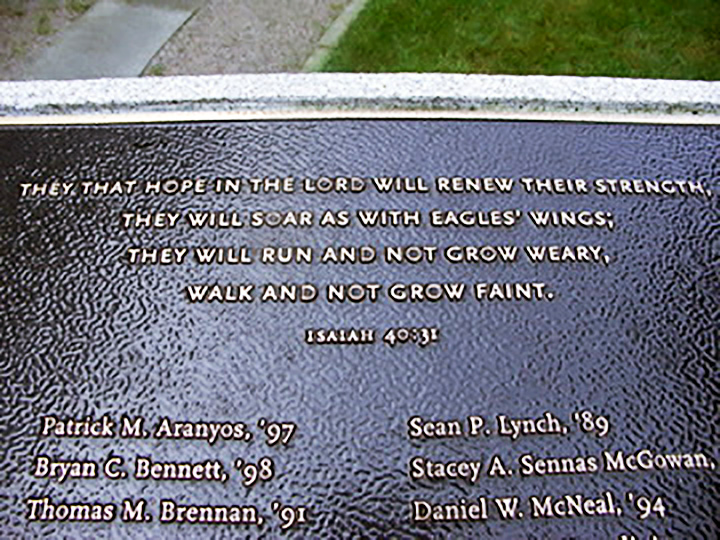 THEY THAT HOPE IN THE LORD WILL RENEW THEIR STRENGTH,
THEY WILL SOAR AS WITH EAGLES' WINGS;
THEY WILL RUN AND NOT GROW WEARY,
WALK AND NOT GROW FAINT.
ISAIAH 40:31
Patrick M. Aranyos, '97
Bryan C. Bennett, '98
Thomas M. Brennan, '91
Sean P. Lynch, '89
Stacey A. Sennas McGowan,
Daniel W. McNeal, '94